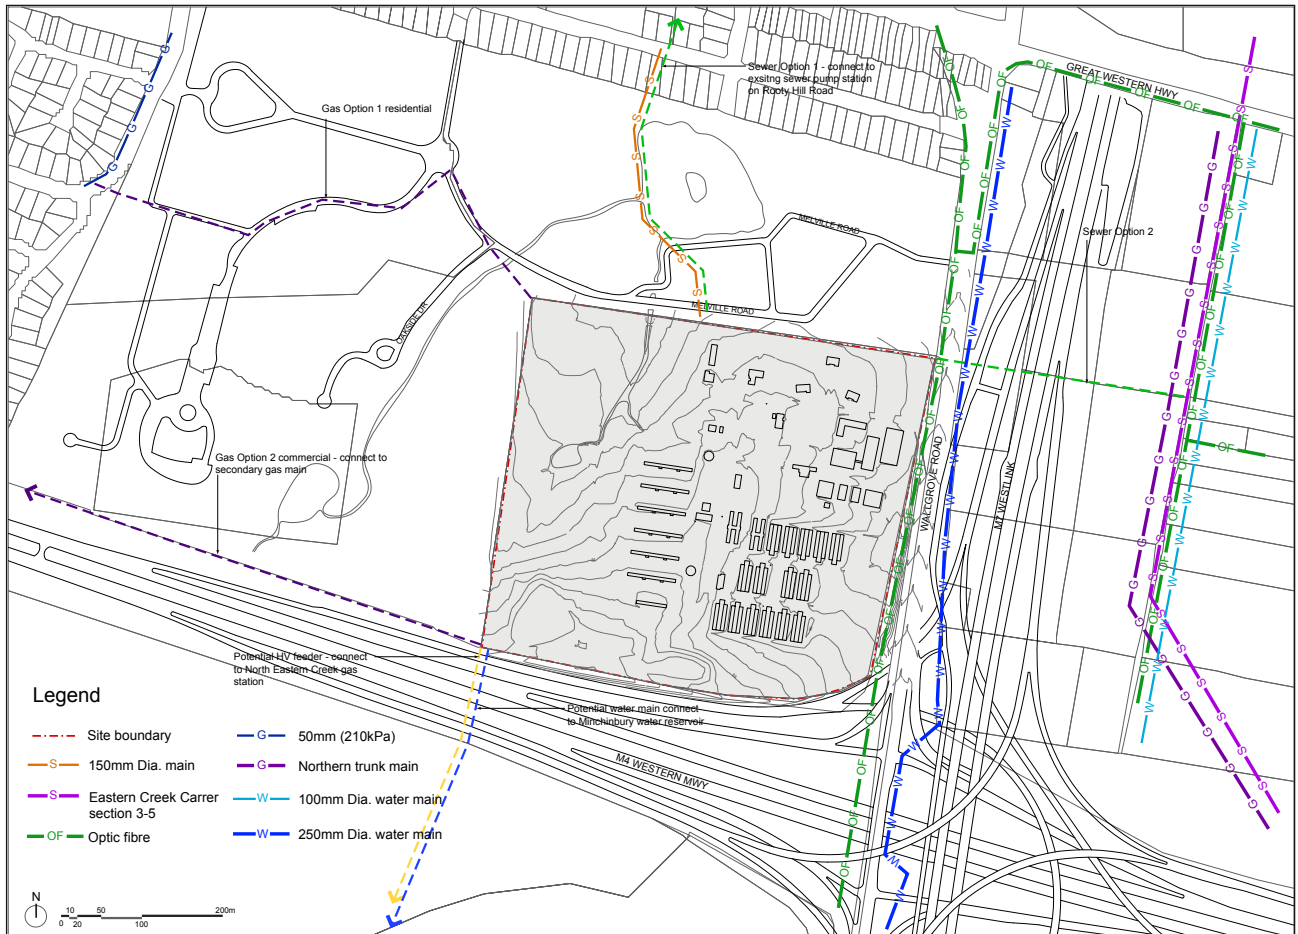 Sewer Option 1 - connect to
exsiting sewer pump station
on Rooty Hill Road
GREAT WESTERN HWY
Gas Option 1 residential
MELVILLE ROAD
Sewer Option 2
MELVILLE ROAD
OAKSIDE DR
Gas Option 2 commercial - connect to
secondary gas main
WALLGROVE ROAD
M7 WESTLINK
Potential HV feeder - connect
to North Eastern Creek gas
station
Potential water main connect
to Minchinbury water reservoir
M4 WESTERN MWY
Legend
Site boundary
G 50mm (210kPa)
S 150mm Dia. main
G Northern trunk main
S Eastern Creek Carrer
section 3-5
W 100mm Dia. water main
OF Optic fibre
W 250mm Dia. water main
N
10 50 200m
0 20 100